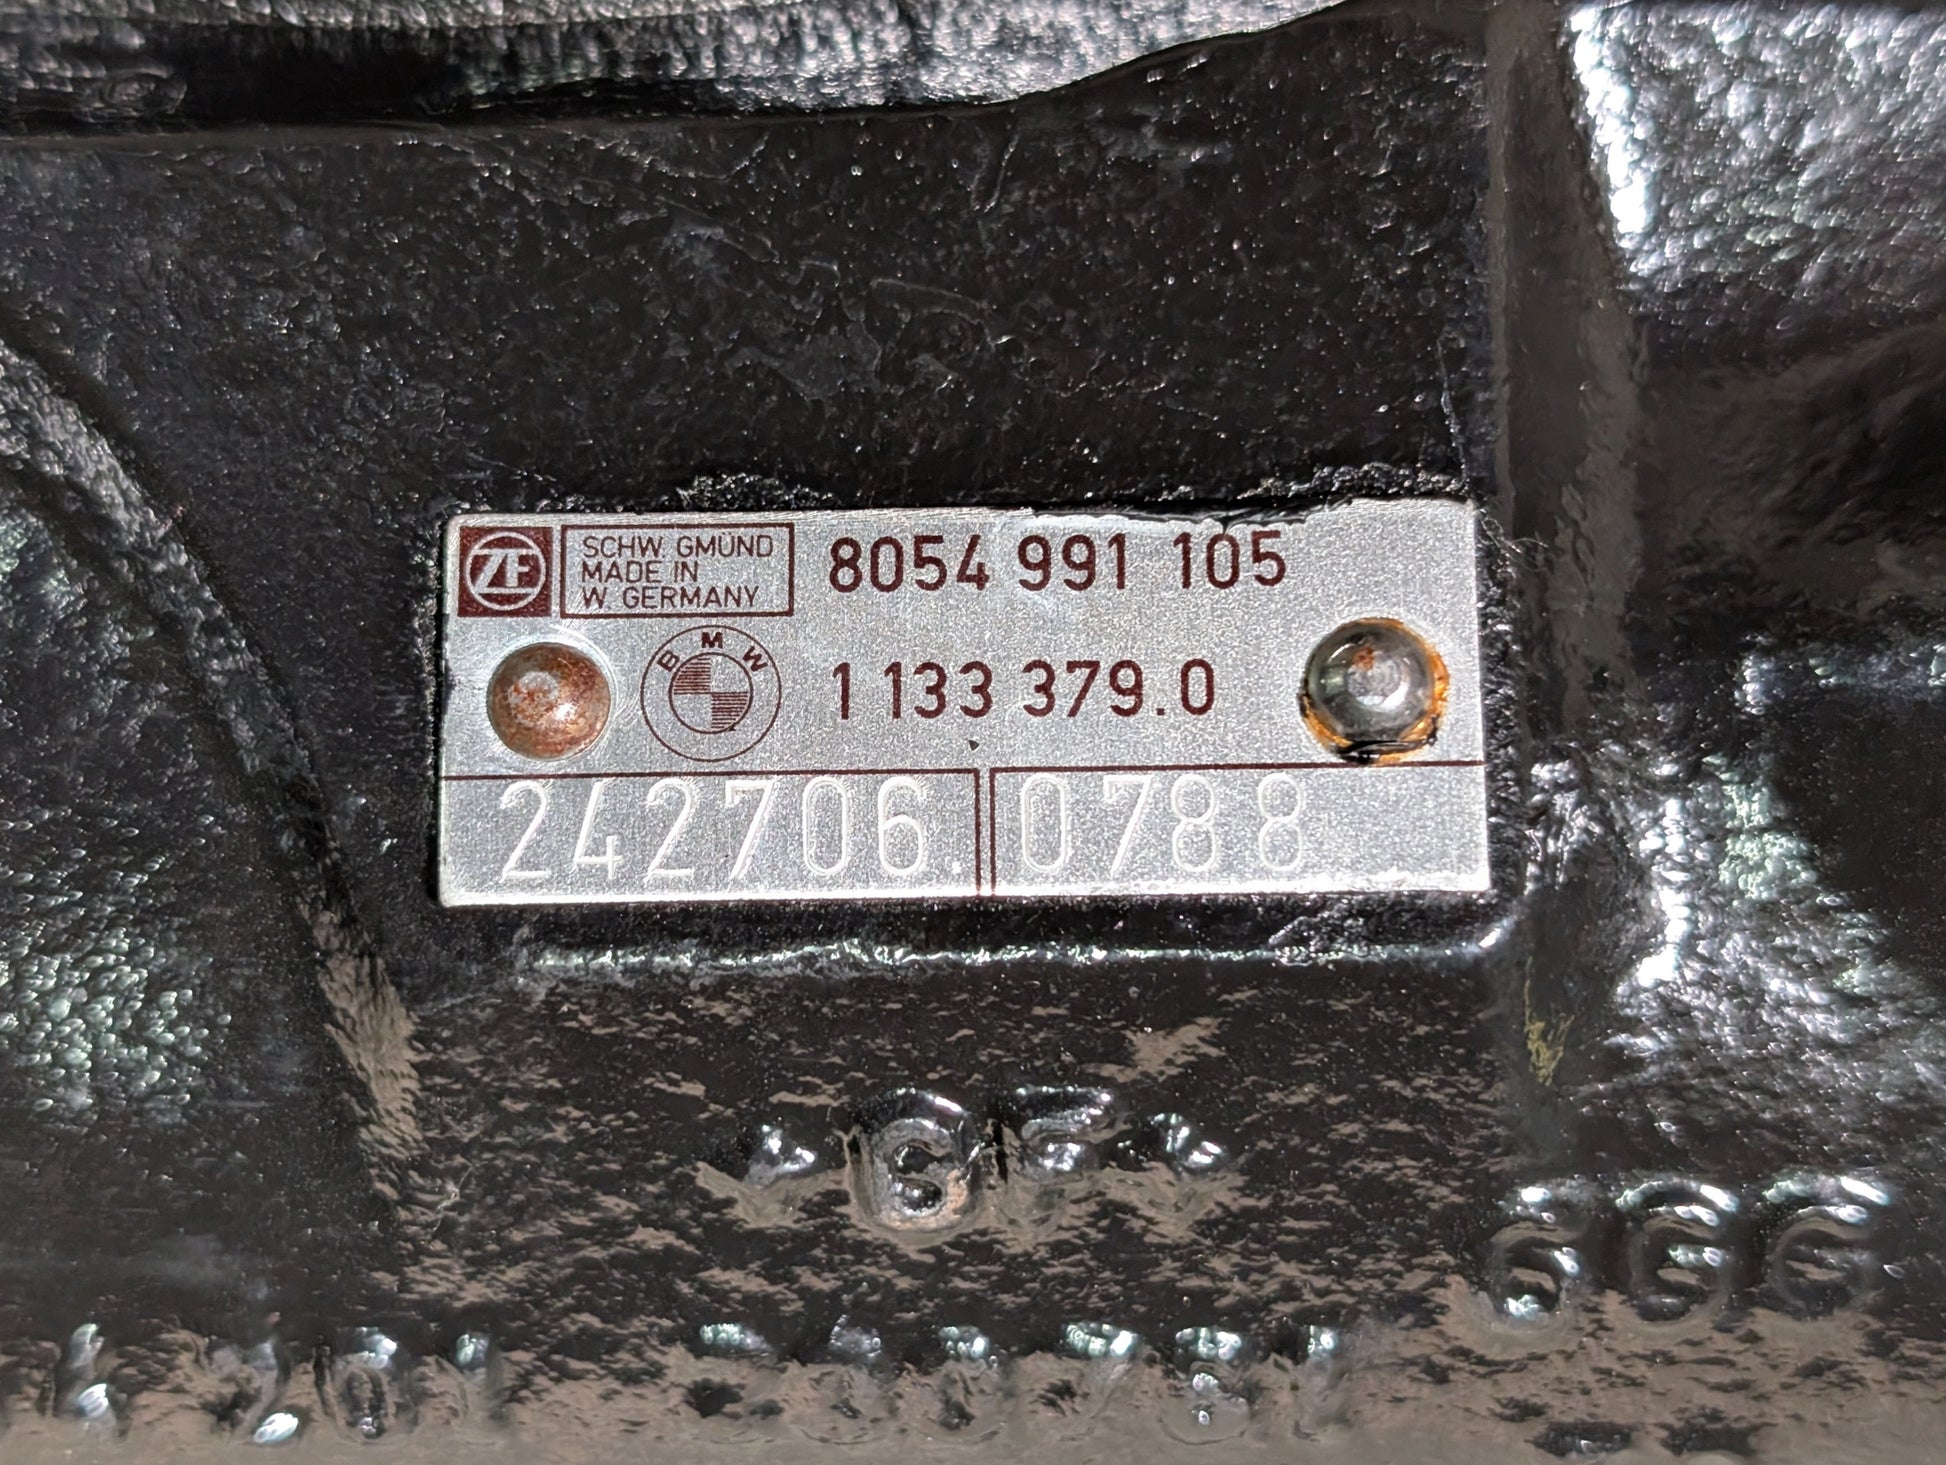 ZF SCHW. GMÜND 8054 991 105
MADE IN
W. GERMANY
BMW 1 133 379.0
242706. 0788